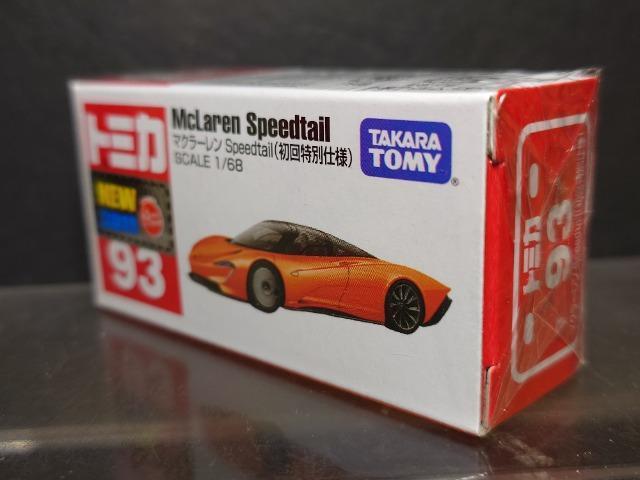 トミカ
McLaren Speedtail
マクラーレン Speedtail(初回特別仕様)
SCALE 1/68
TAKARA
TOMY
®
NEW
93
トミカ
93